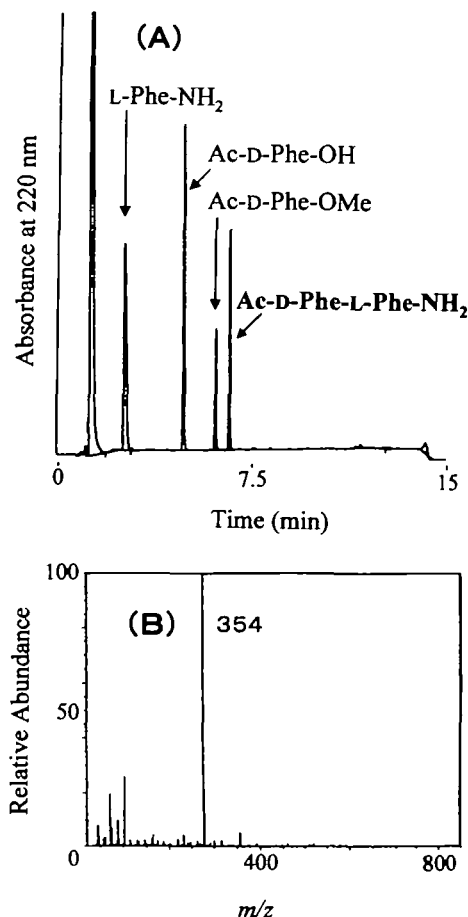 (A)
L-Phe-NH₂
Ac-D-Phe-OH
Ac-D-Phe-OMe
Ac-D-Phe-L-Phe-NH₂
Absorbance at 220 nm
0
7.5
15
Time (min)
(B)
354
100
50
0
400
800
Relative Abundance
m/z